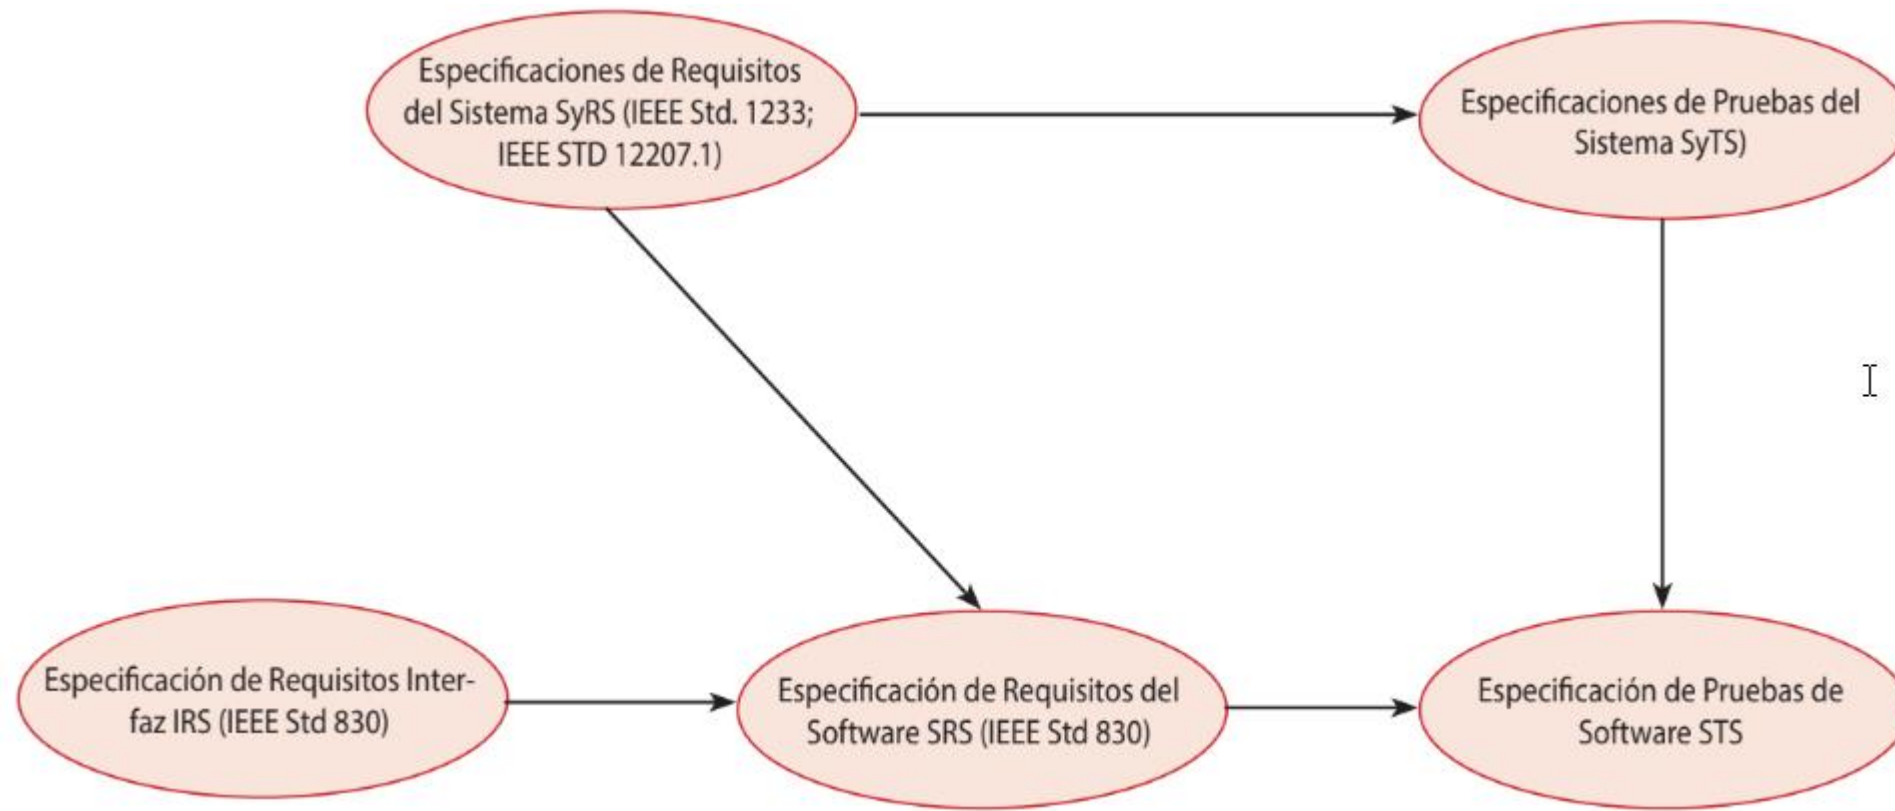 Especificaciones de Requisitos
del Sistema SyRS (IEEE Std. 1233;
IEEE STD 12207.1)
Especificaciones de Pruebas del
Sistema SyTS)
Especificación de Requisitos Inter-
faz IRS (IEEE Std 830)
Especificación de Requisitos del
Software SRS (IEEE Std 830)
Especificación de Pruebas de
Software STS